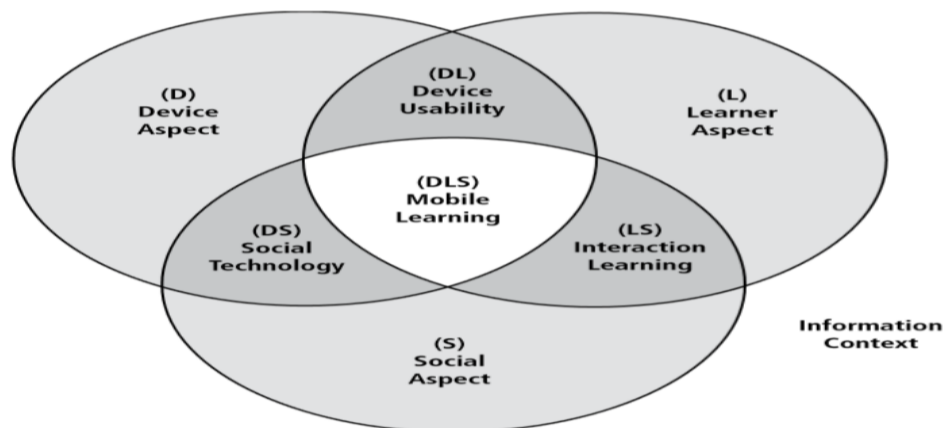 (DL)
Device
Usability
(D)
Device
Aspect
(L)
Learner
Aspect
(DLS)
Mobile
Learning
(DS)
Social
Technology
(LS)
Interaction
Learning
Information
Context
(S)
Social
Aspect